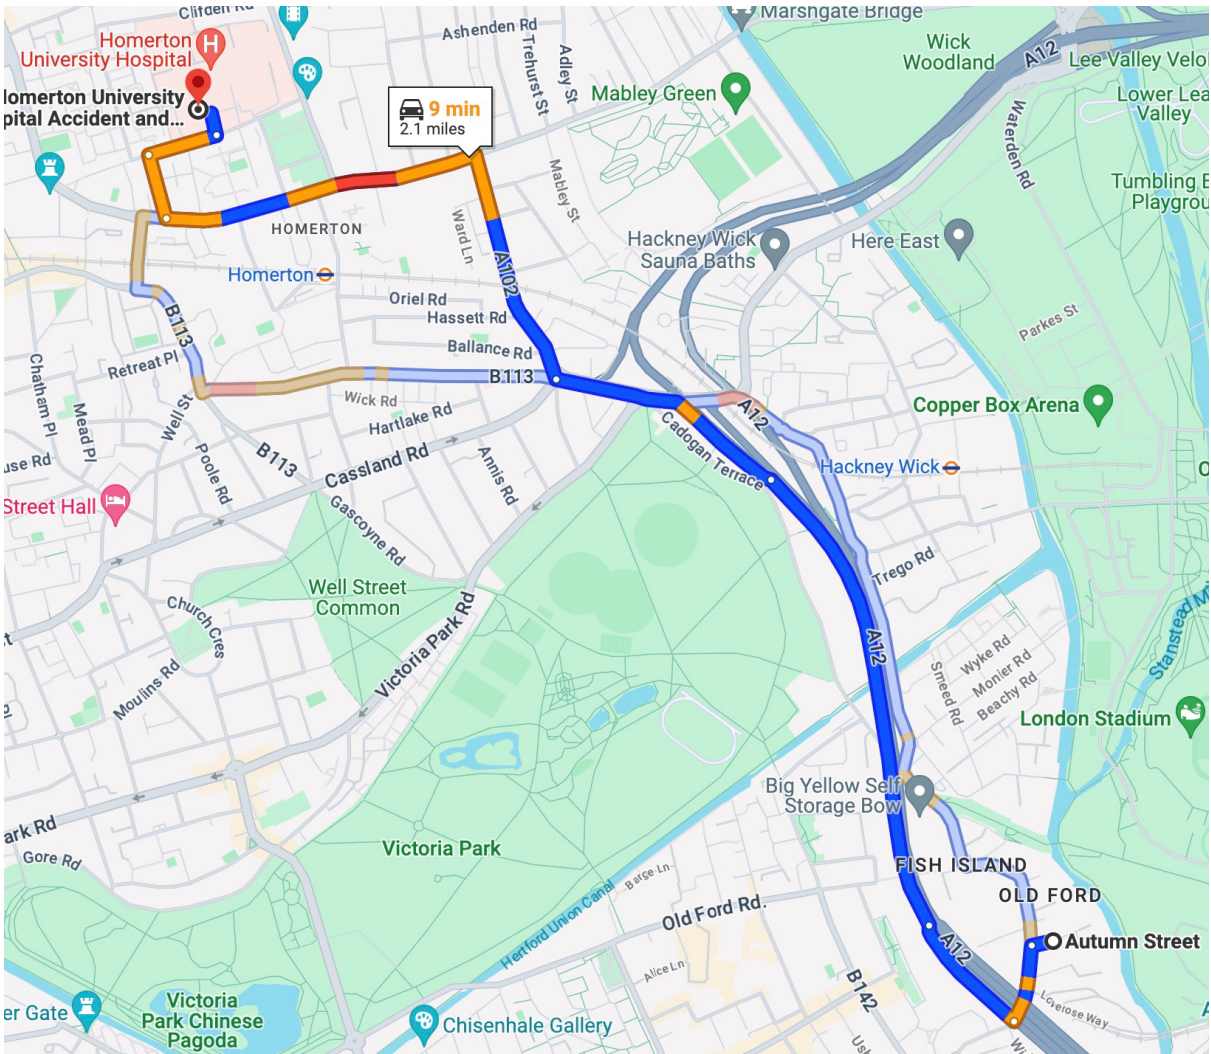 Clifden Rd
Marshgate Bridge
Homerton
University Hospital
H
Ashenden Rd
Trehurst St
Adley St
Wick
Woodland
A12
Lee Valley Velo
Lower Lea
Valley
Homerton University
pital Accident and...
9 min
2.1 miles
Mabley Green
Waterden Rd
Mabley St
Tumbling B
Playgrou
HOMERTON
Ward Ln
Hackney Wick
Sauna Baths
Here East
Homerton
A102
Oriel Rd
Hassett Rd
Parkes St
B113
Ballance Rd
Retreat Pl
B113
Chatham Pl
Mead Pl
Well St
Wick Rd
Hartlake Rd
A12
Copper Box Arena
Cadogan Terrace
use Rd
Poole Rd
B113
Cassland Rd
Annis Rd
Hackney Wick
Street Hall
Gascoyne Rd
Trego Rd
Well Street
Common
Church Cres
Victoria Park Rd
A12
Wyke Rd
Monier Rd
Beachy Rd
Smeed Rd
Moulins Rd
London Stadium
Big Yellow Self
Storage Bow
ark Rd
Gore Rd
Victoria Park
FISH ISLAND
Barge Ln
OLD FORD
Old Ford Rd.
Hertford Union Canal
A12
Autumn Street
Alice Ln
B142
Victoria
Park Chinese
Pagoda
er Gate
Chisenhale Gallery
Loverose Way